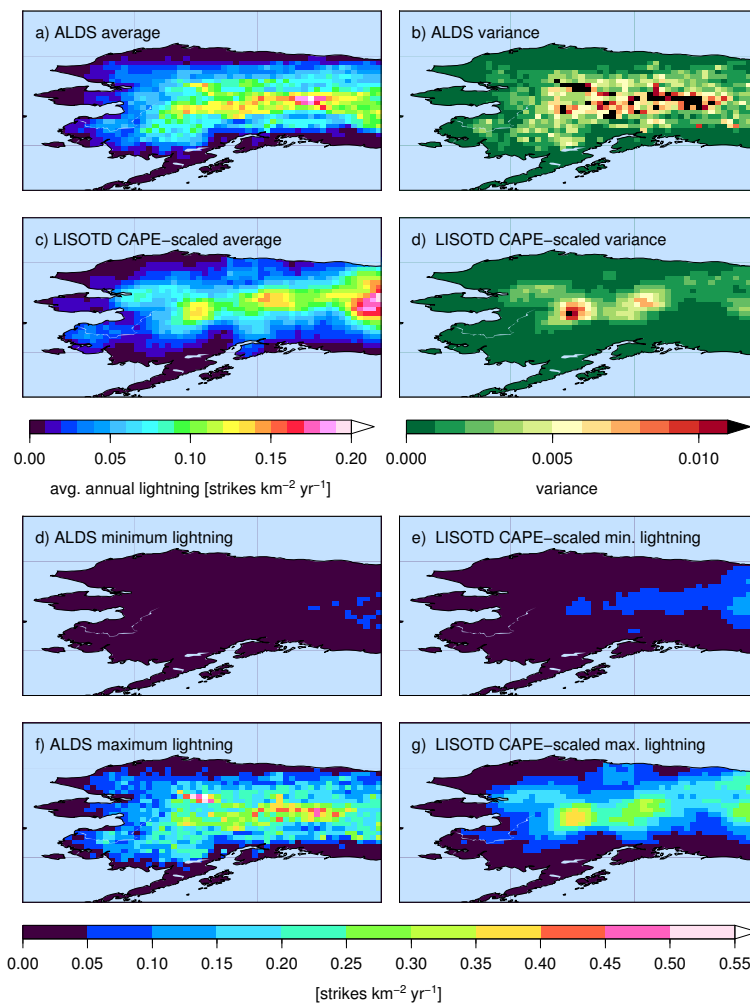 a) ALDS average
b) ALDS variance
c) LISOTD CAPE−scaled average
d) LISOTD CAPE−scaled variance
0.00 0.05 0.10 0.15 0.20
avg. annual lightning [strikes km⁻² yr⁻¹]
0.000 0.005 0.010
variance
d) ALDS minimum lightning
e) LISOTD CAPE−scaled min. lightning
f) ALDS maximum lightning
g) LISOTD CAPE−scaled max. lightning
0.00 0.05 0.10 0.15 0.20 0.25 0.30 0.35 0.40 0.45 0.50 0.55
[strikes km⁻² yr⁻¹]